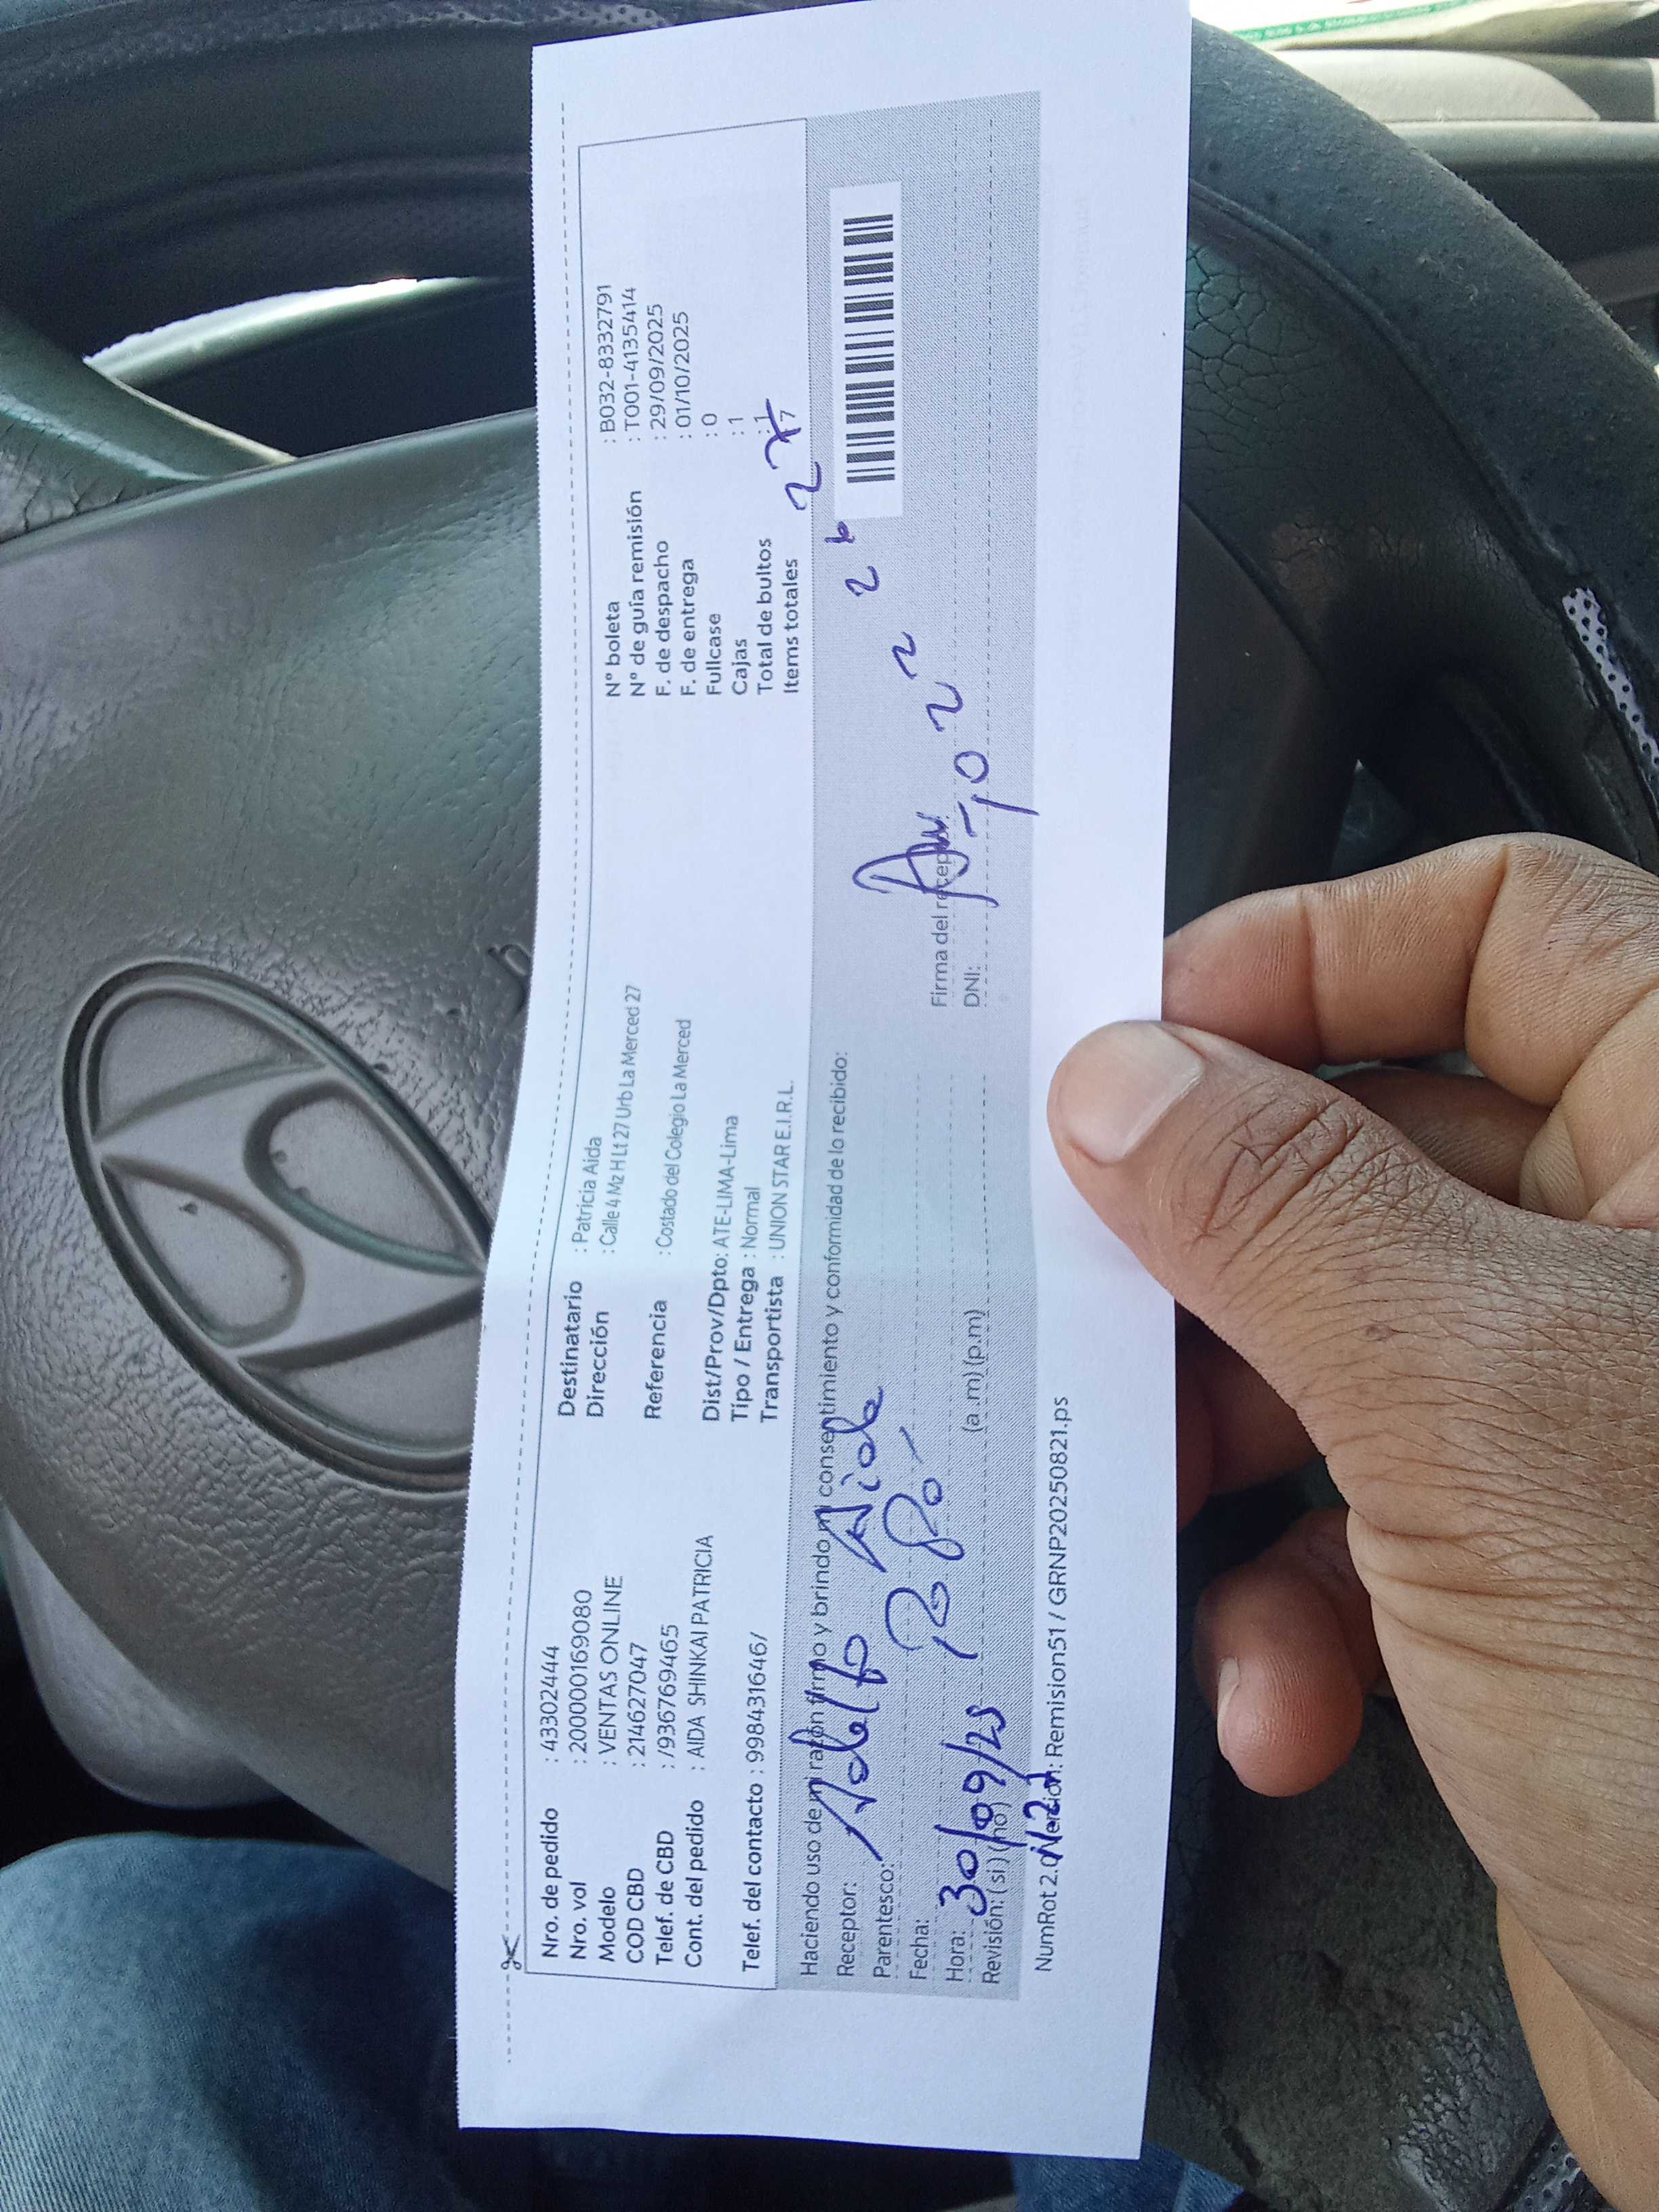 Nro. de pedido : 43302444
Nro. vol : 200000169080
Modelo : VENTAS ONLINE
COD CBD : 214627047
Telef. de CBD : /936769465
Cont. del pedido : AIDA SHINKAI PATRICIA
Telef. del contacto : 998431646/
Destinatario : Patricia Aida
Dirección : Calle 4 Mz H Lt 27 Urb La Merced 27
Referencia : Costado del Colegio La Merced
Dist/Prov/Dpto: ATE-LIMA-Lima
Tipo / Entrega : Normal
Transportista : UNION STAR E.I.R.L.
N° boleta : B032-8332791
N° de guía remisión : T001-4135414
F. de despacho : 29/09/2025
F. de entrega : 01/10/2025
Fullcase : 0
Cajas : 1
Total de bultos : 1
Items totales : 7
Haciendo uso de mi razón firmo y brindo mi consentimiento y conformidad de lo recibido:
Receptor: Adelfo Aida
Parentesco:
Fecha: 30/09/25
Hora:
(a .m) (p.m)
Revisión: ( si ) ( no )
Firma del receptor
DNI:
NumRot 2.0 Version: Remision51 / GRNP20250821.ps